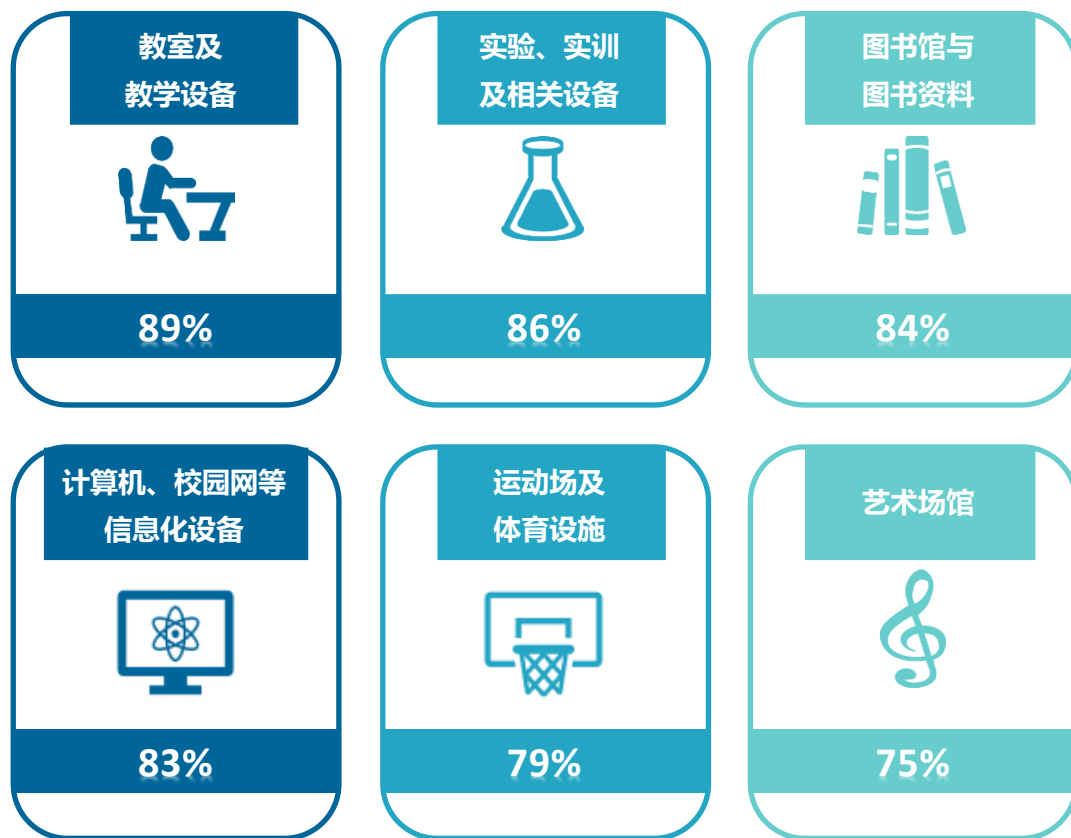 教室及
教学设备
89%
实验、实训
及相关设备
86%
图书馆与
图书资料
84%
计算机、校园网等
信息化设备
83%
运动场及
体育设施
79%
艺术场馆
75%